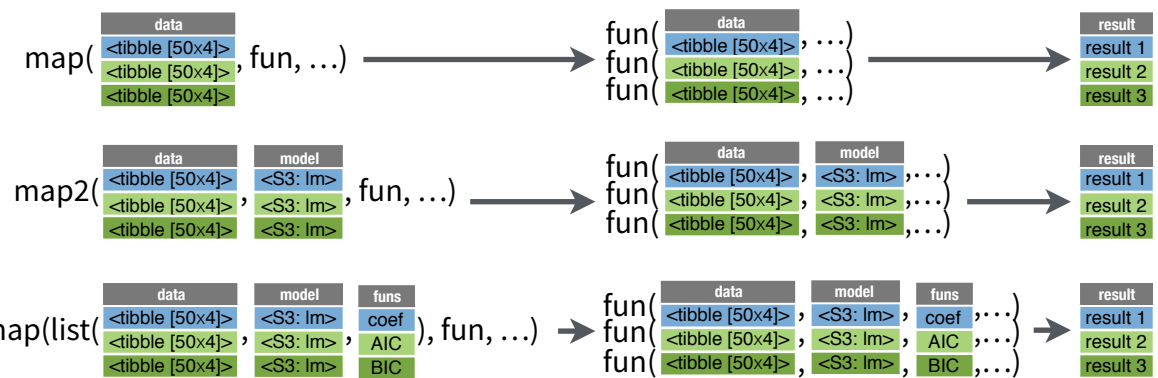 data data result
fun( <tibble [50x4]> , …) result 1
map( <tibble [50x4]> , fun, …) fun( <tibble [50x4]> , …) result 2
<tibble [50x4]> fun( <tibble [50x4]> , …) result 3
<tibble [50x4]>
data model data model result
map2( <tibble [50x4]> , <S3: lm> , fun, …) fun( <tibble [50x4]> , <S3: lm> ,…) result 1
<tibble [50x4]> , <S3: lm> fun( <tibble [50x4]> , <S3: lm> ,…) result 2
<tibble [50x4]> <S3: lm> fun( <tibble [50x4]> , <S3: lm> ,…) result 3
data model funs data model funs result
<tibble [50x4]> <S3: lm> coef fun( <tibble [50x4]> , <S3: lm> , coef ,…) result 1
map(list( <tibble [50x4]> , <S3: lm> , AIC ), fun, …) fun( <tibble [50x4]> , <S3: lm> , AIC ,…) result 2
<tibble [50x4]> <S3: lm> BIC fun( <tibble [50x4]> , <S3: lm> , BIC ,…) result 3